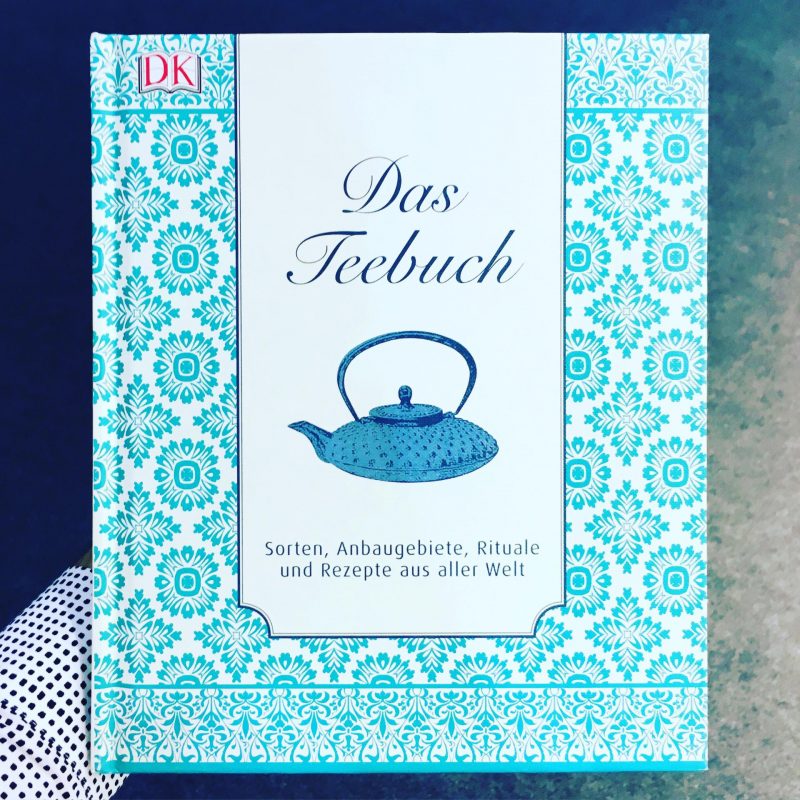 DK
Das
Teebuch
Sorten, Anbaugebiete, Rituale
und Rezepte aus aller Welt